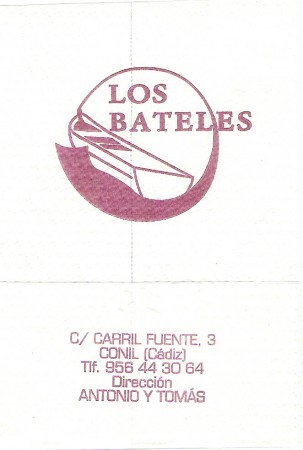 LOS
BATELES
C/ CARRIL FUENTE, 3
CONIL (Cádiz)
Tlf. 956 44 30 64
Dirección
ANTONIO Y TOMÁS